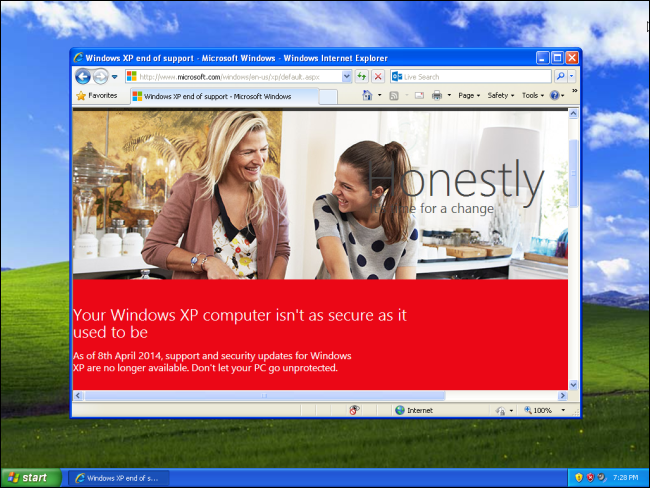 Windows XP end of support - Microsoft Windows - Windows Internet Explorer
http://www.microsoft.com/windows/en-us/xp/default.aspx
Live Search
Favorites
Windows XP end of support - Microsoft Windows
Page
Safety
Tools
Honestly
for a change
Your Windows XP computer isn't as secure as it
used to be
As of 8th April 2014, support and security updates for Windows
XP are no longer available. Don't let your PC go unprotected.
Internet
100%
start
Windows XP end of s...
7:28 PM